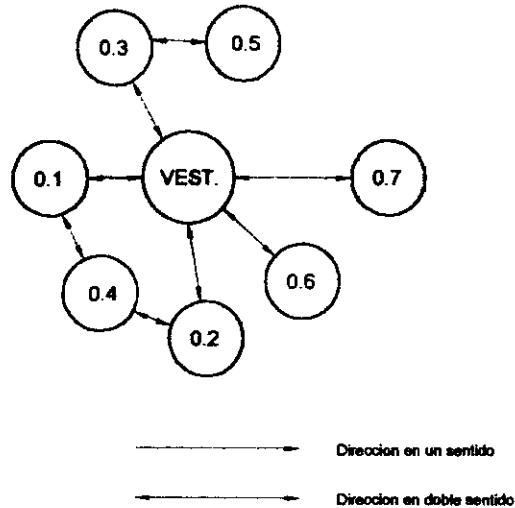 0.3
0.5
0.1
VEST.
0.7
0.6
0.4
0.2
Direccion en un sentido
Direccion en doble sentido